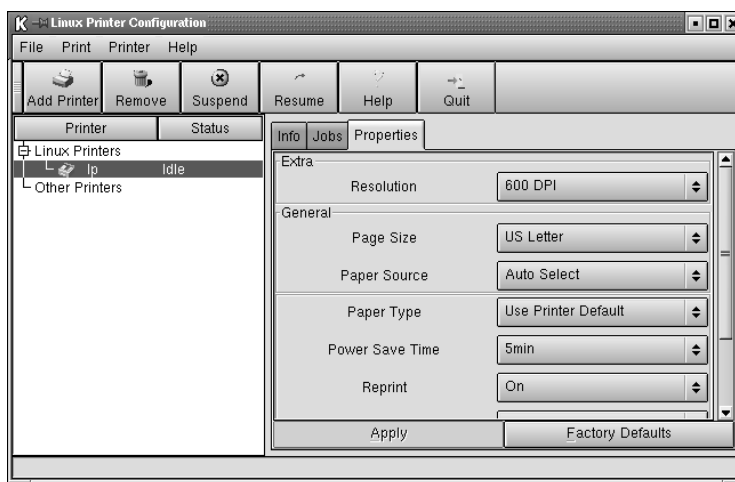 Linux Printer Configuration
File Print Printer Help
Add Printer Remove Suspend Resume Help Quit
Printer Status
Linux Printers
lp Idle
Other Printers
Info Jobs Properties
Extra
Resolution 600 DPI
General
Page Size US Letter
Paper Source Auto Select
Paper Type Use Printer Default
Power Save Time 5min
Reprint On
Apply Factory Defaults